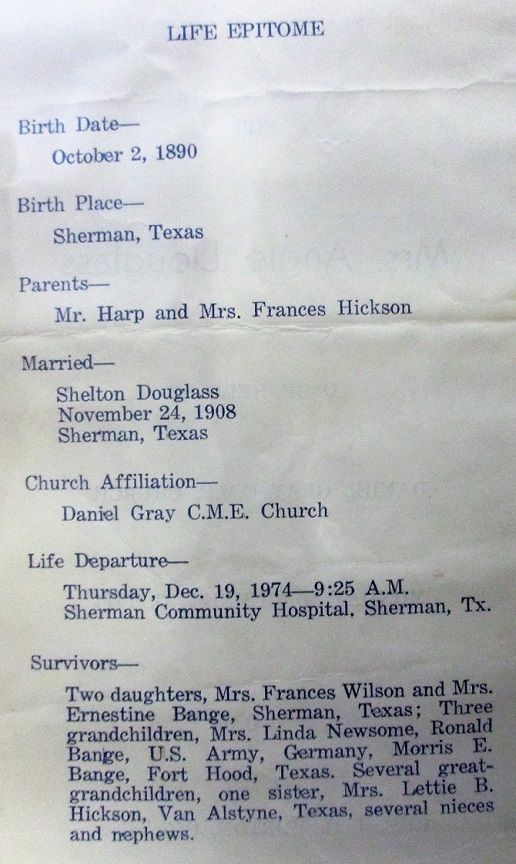 LIFE EPITOME
Birth Date—
October 2, 1890
Birth Place—
Sherman, Texas
Parents—
Mr. Harp and Mrs. Frances Hickson
Married—
Shelton Douglass
November 24, 1908
Sherman, Texas
Church Affiliation—
Daniel Gray C.M.E. Church
Life Departure—
Thursday, Dec. 19, 1974—9:25 A.M.
Sherman Community Hospital, Sherman, Tx.
Survivors—
Two daughters, Mrs. Frances Wilson and Mrs.
Ernestine Bange, Sherman, Texas; Three
grandchildren, Mrs. Linda Newsome, Ronald
Bange, U.S. Army, Germany, Morris E.
Bange, Fort Hood, Texas. Several great-
grandchildren, one sister, Mrs. Lettie B.
Hickson, Van Alstyne, Texas, several nieces
and nephews.